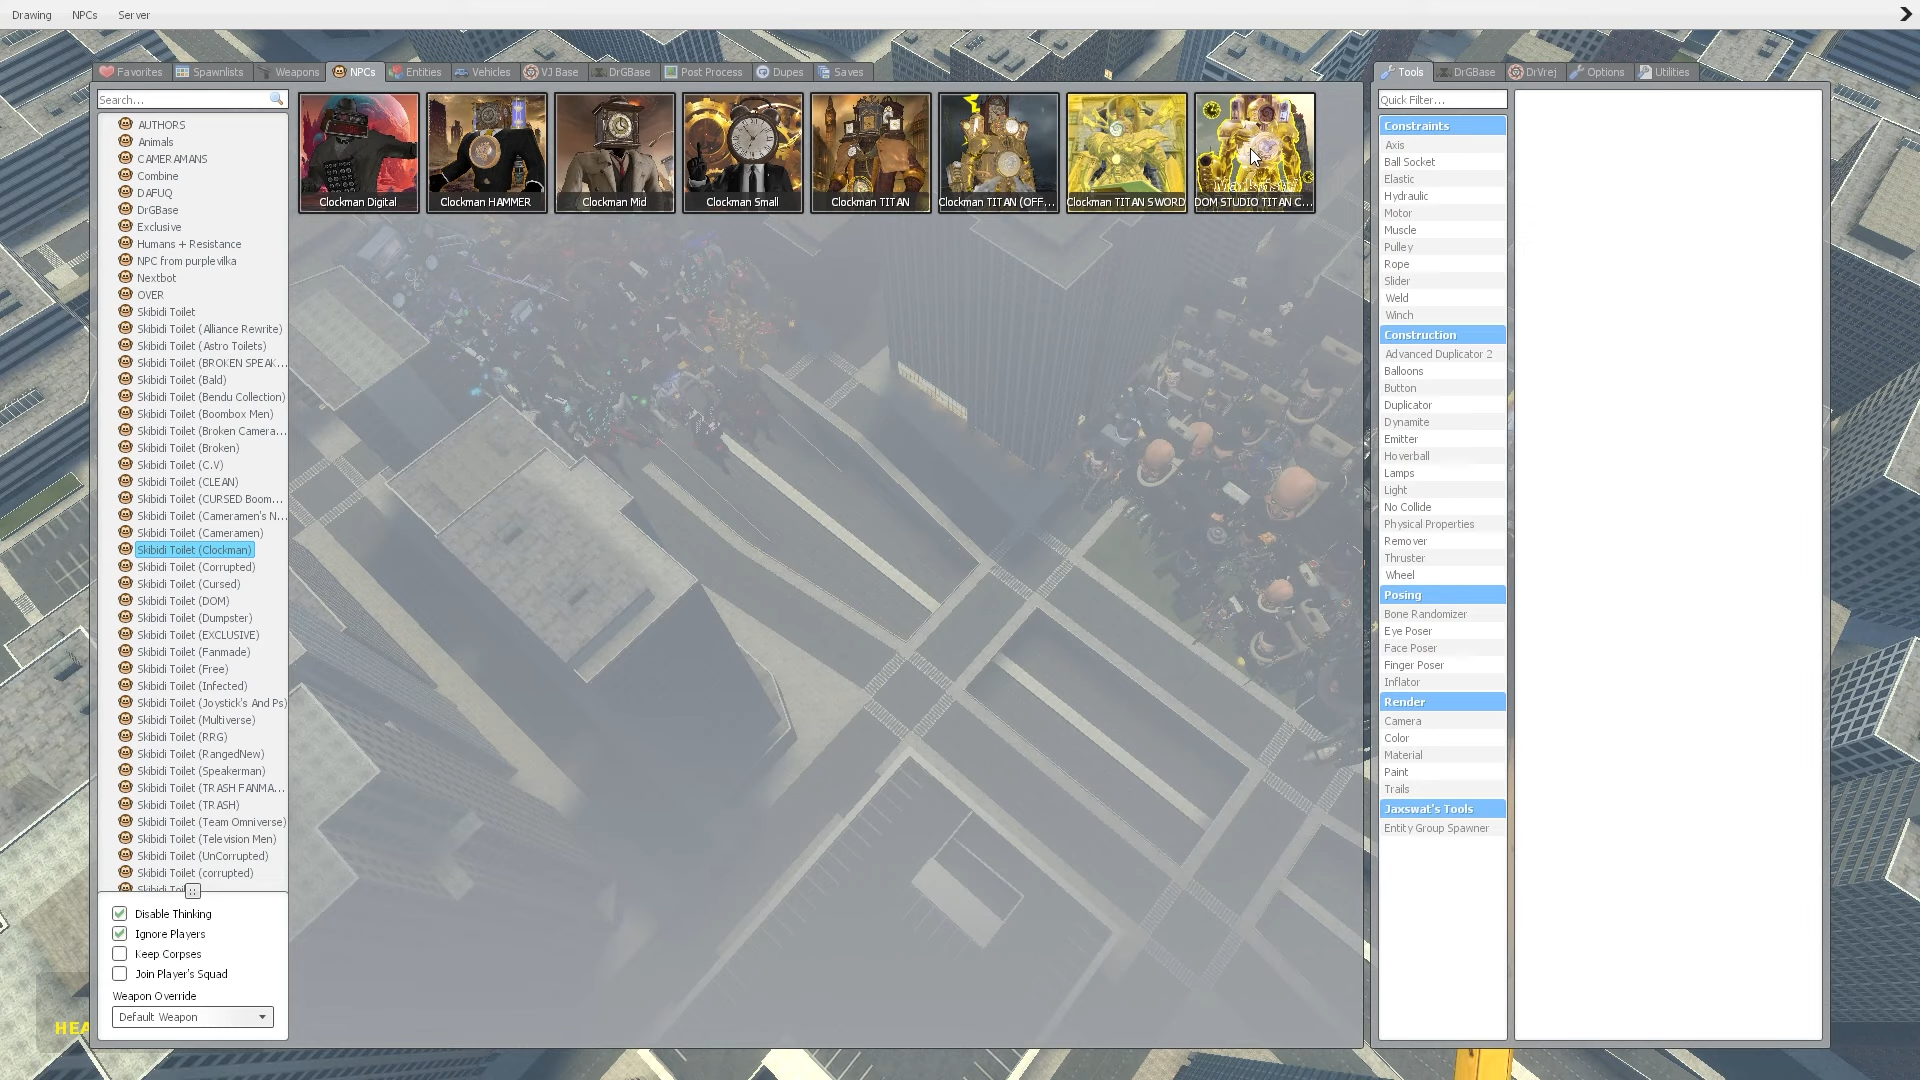 Drawing NPCs Server
Favorites Spawnlists Weapons NPCs Entities Vehicles VJ Base DrGBase Post Process Dupes Saves
Tools DrGBase DrVrej Options Utilities
Search...
AUTHORS
Animals
CAMERAMANS
Combine
DAFUQ
DrGBase
Exclusive
Humans + Resistance
NPC from purplevilka
Nextbot
OVER
Skibidi Toilet
Skibidi Toilet (Alliance Rewrite)
Skibidi Toilet ( Astro Toilets)
Skibidi Toilet (BROKEN SPEAK...
Skibidi Toilet (Bald)
Skibidi Toilet (Bendu Collection)
Skibidi Toilet (Boombox Men)
Skibidi Toilet (Broken Camera...
Skibidi Toilet (Broken)
Skibidi Toilet (C.V)
Skibidi Toilet (CLEAN)
Skibidi Toilet (CURSED Boom...
Skibidi Toilet (Cameramen's N...
Skibidi Toilet (Cameramen)
Skibidi Toilet (Clockman)
Skibidi Toilet (Corrupted)
Skibidi Toilet (Cursed)
Skibidi Toilet (DOM)
Skibidi Toilet (Dumpster)
Skibidi Toilet (EXCLUSIVE)
Skibidi Toilet (Fanmade)
Skibidi Toilet (Free)
Skibidi Toilet (Infected)
Skibidi Toilet (Joystick's And Ps)
Skibidi Toilet (Multiverse)
Skibidi Toilet (RRG)
Skibidi Toilet (RangedNew)
Skibidi Toilet (Speakerman)
Skibidi Toilet (TRASH FANMA...
Skibidi Toilet (TRASH)
Skibidi Toilet (Team Omniverse)
Skibidi Toilet (Television Men)
Skibidi Toilet (UnCorrupted)
Skibidi Toilet (corrupted)
Disable Thinking
Ignore Players
Keep Corpses
Join Player's Squad
Weapon Override
Default Weapon
HEA
Clockman Digital
Clockman HAMMER
Clockman Mid
Clockman Small
Clockman TITAN
Clockman TITAN (OFF...
Clockman TITAN SWORD
DOM STUDIO TITAN C...
Quick Filter...
Constraints
Axis
Ball Socket
Elastic
Hydraulic
Motor
Muscle
Pulley
Rope
Slider
Weld
Winch
Construction
Advanced Duplicator 2
Balloons
Button
Duplicator
Dynamite
Emitter
Hoverball
Lamps
Light
No Collide
Physical Properties
Remover
Thruster
Wheel
Posing
Bone Randomizer
Eye Poser
Face Poser
Finger Poser
Inflator
Render
Camera
Color
Material
Paint
Trails
Jaxswat's Tools
Entity Group Spawner